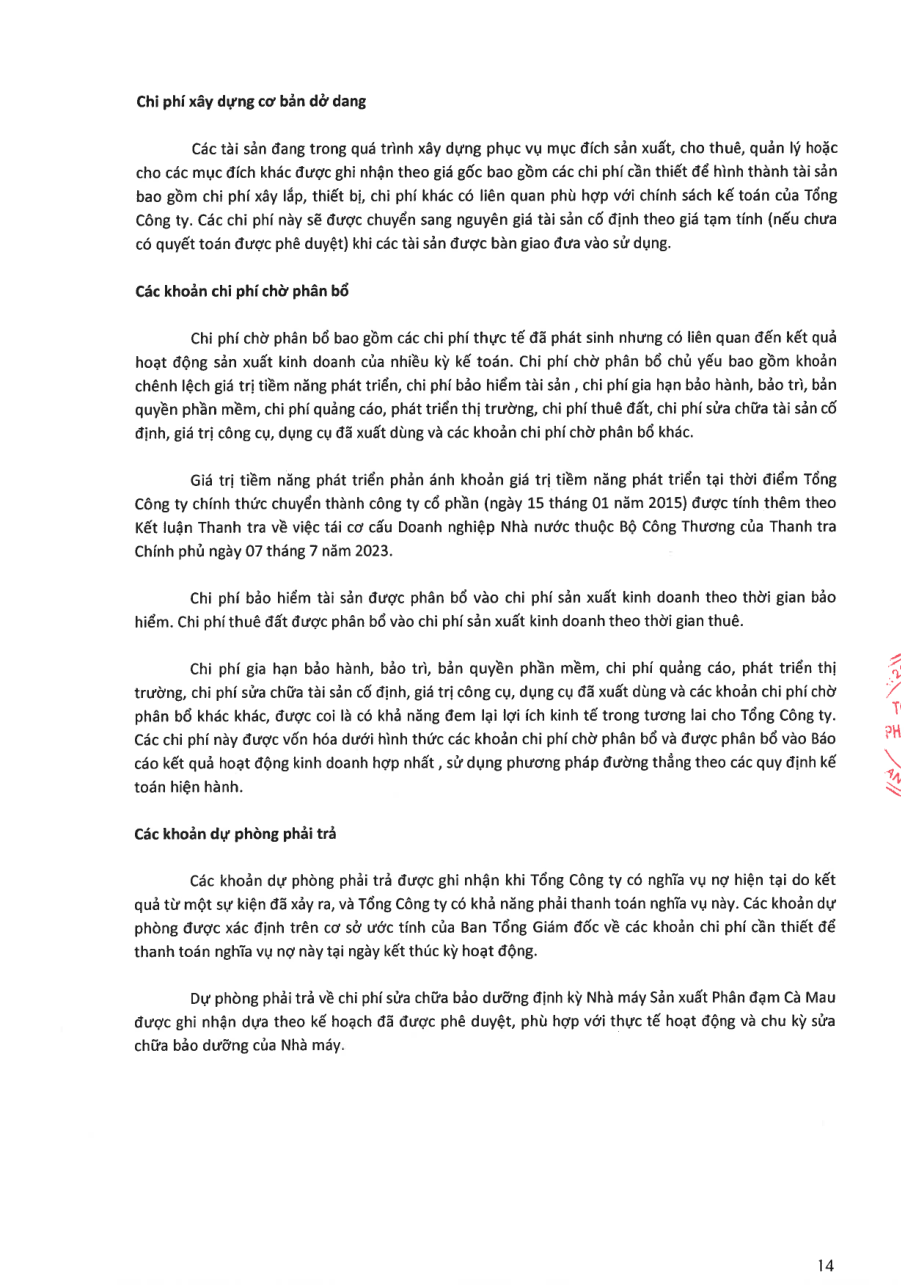 Chi phí xây dựng cơ bản dở dang
Các tài sản đang trong quá trình xây dựng phục vụ mục đích sản xuất, cho thuê, quản lý hoặc
cho các mục đích khác được ghi nhận theo giá gốc bao gồm các chi phí cần thiết để hình thành tài sản
bao gồm chi phí xây lắp, thiết bị, chi phí khác có liên quan phù hợp với chính sách kế toán của Tổng
Công ty. Các chi phí này sẽ được chuyển sang nguyên giá tài sản cố định theo giá tạm tính (nếu chưa
có quyết toán được phê duyệt) khi các tài sản được bàn giao đưa vào sử dụng.
Các khoản chi phí chờ phân bổ
Chi phí chờ phân bổ bao gồm các chi phí thực tế đã phát sinh nhưng có liên quan đến kết quả
hoạt động sản xuất kinh doanh của nhiều kỳ kế toán. Chi phí chờ phân bổ chủ yếu bao gồm khoản
chênh lệch giá trị tiềm năng phát triển, chi phí bảo hiểm tài sản , chi phí gia hạn bảo hành, bảo trì, bản
quyền phần mềm, chi phí quảng cáo, phát triển thị trường, chi phí thuê đất, chi phí sửa chữa tài sản cố
định, giá trị công cụ, dụng cụ đã xuất dùng và các khoản chi phí chờ phân bổ khác.
Giá trị tiềm năng phát triển phản ánh khoản giá trị tiềm năng phát triển tại thời điểm Tổng
Công ty chính thức chuyển thành công ty cổ phần (ngày 15 tháng 01 năm 2015) được tính thêm theo
Kết luận Thanh tra về việc tái cơ cấu Doanh nghiệp Nhà nước thuộc Bộ Công Thương của Thanh tra
Chính phủ ngày 07 tháng 7 năm 2023.
Chi phí bảo hiểm tài sản được phân bổ vào chi phí sản xuất kinh doanh theo thời gian bảo
hiểm. Chi phí thuê đất được phân bổ vào chi phí sản xuất kinh doanh theo thời gian thuê.
Chi phí gia hạn bảo hành, bảo trì, bản quyền phần mềm, chi phí quảng cáo, phát triển thị
trường, chi phí sửa chữa tài sản cố định, giá trị công cụ, dụng cụ đã xuất dùng và các khoản chi phí chờ
phân bổ khác khác, được coi là có khả năng đem lại lợi ích kinh tế trong tương lai cho Tổng Công ty.
Các chi phí này được vốn hóa dưới hình thức các khoản chi phí chờ phân bổ và được phân bổ vào Báo
cáo kết quả hoạt động kinh doanh hợp nhất , sử dụng phương pháp đường thẳng theo các quy định kế
toán hiện hành.
Các khoản dự phòng phải trả
Các khoản dự phòng phải trả được ghi nhận khi Tổng Công ty có nghĩa vụ nợ hiện tại do kết
quả từ một sự kiện đã xảy ra, và Tổng Công ty có khả năng phải thanh toán nghĩa vụ này. Các khoản dự
phòng được xác định trên cơ sở ước tính của Ban Tổng Giám đốc về các khoản chi phí cần thiết để
thanh toán nghĩa vụ nợ này tại ngày kết thúc kỳ hoạt động.
Dự phòng phải trả về chi phí sửa chữa bảo dưỡng định kỳ Nhà máy Sản xuất Phân đạm Cà Mau
được ghi nhận dựa theo kế hoạch đã được phê duyệt, phù hợp với thực tế hoạt động và chu kỳ sửa
chữa bảo dưỡng của Nhà máy.
PH
14